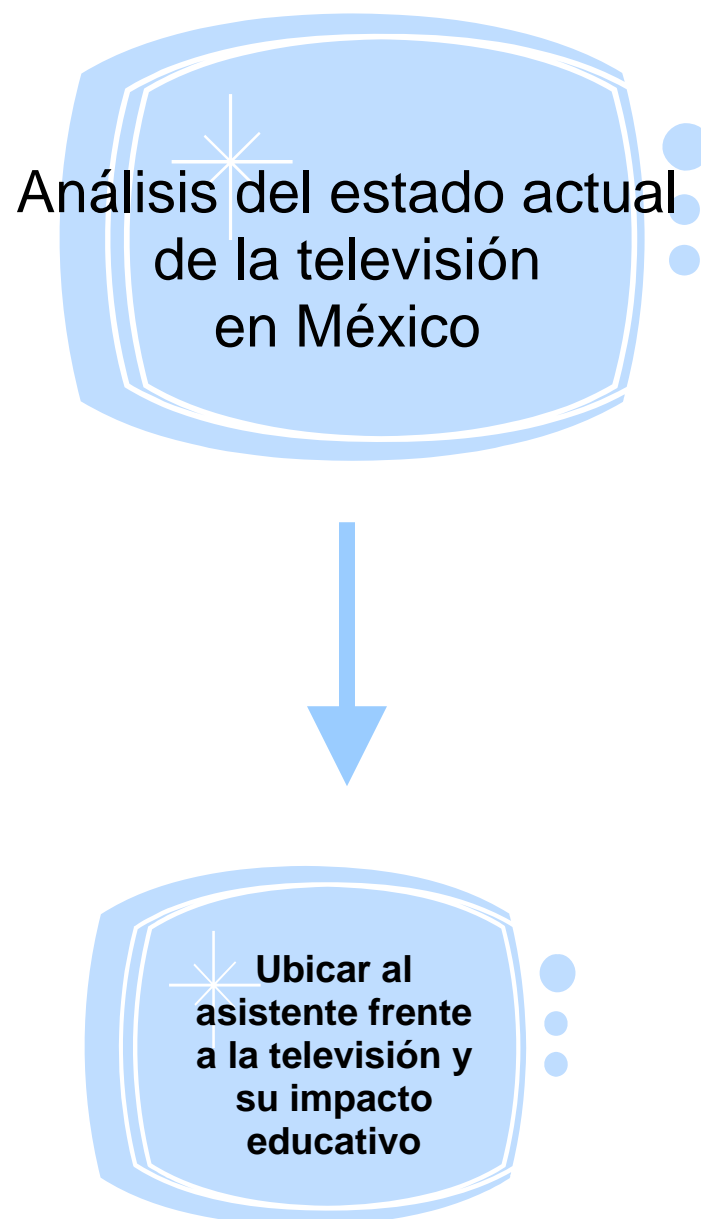 Análisis del estado actual
de la televisión
en México
Ubicar al
asistente frente
a la televisión y
su impacto
educativo